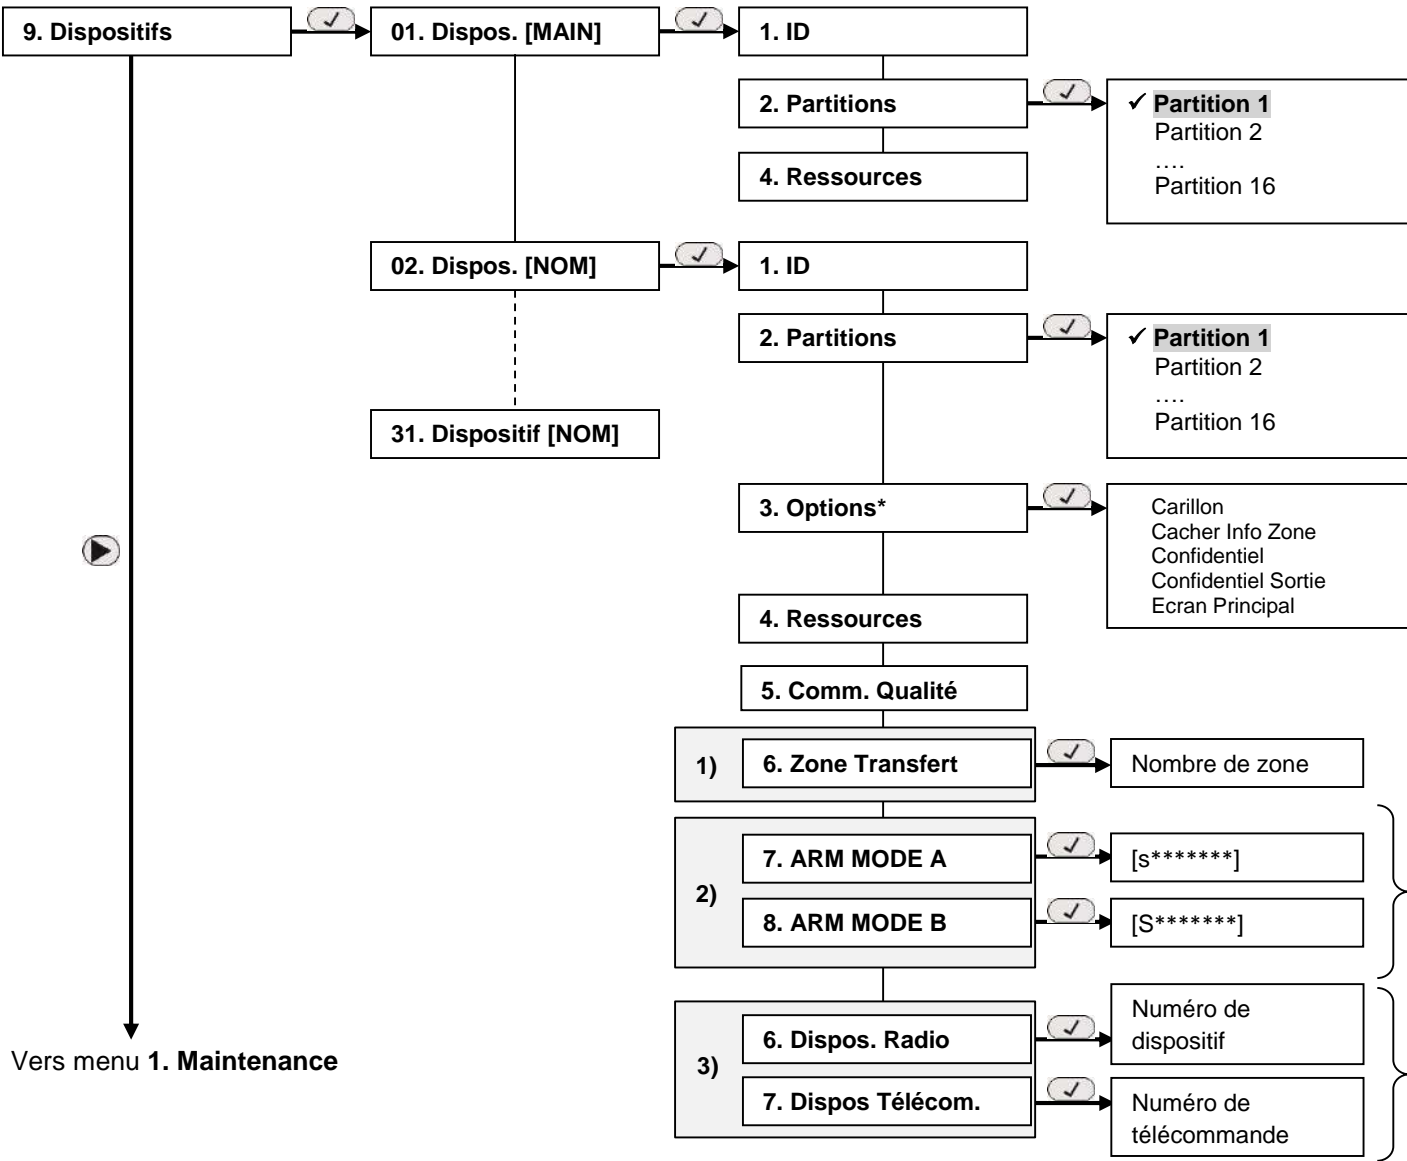 9. Dispositifs
01. Dispos. [MAIN]
1. ID
2. Partitions
✓ Partition 1
Partition 2
....
Partition 16
4. Ressources
02. Dispos. [NOM]
1. ID
2. Partitions
✓ Partition 1
Partition 2
....
Partition 16
31. Dispositif [NOM]
3. Options*
Carillon
Cacher Info Zone
Confidentiel
Confidentiel Sortie
Ecran Principal
4. Ressources
5. Comm. Qualité
1)
6. Zone Transfert
Nombre de zone
2)
7. ARM MODE A
[s*******]
8. ARM MODE B
[S*******]
3)
6. Dispos. Radio
Numéro de
dispositif
7. Dispos Télécom.
Numéro de
télécommande
Vers menu 1. Maintenance